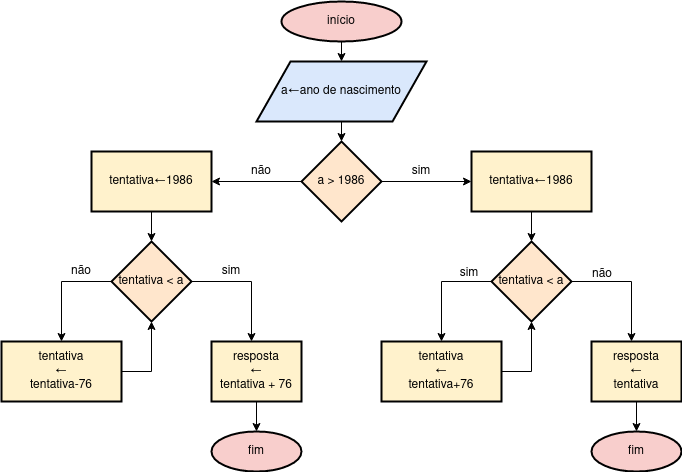 início
a←ano de nascimento
não
a > 1986
sim
tentativa←1986
tentativa←1986
não
tentativa < a
sim
sim
tentativa < a
não
tentativa
←
tentativa-76
resposta
←
tentativa + 76
tentativa
←
tentativa+76
resposta
←
tentativa
fim
fim